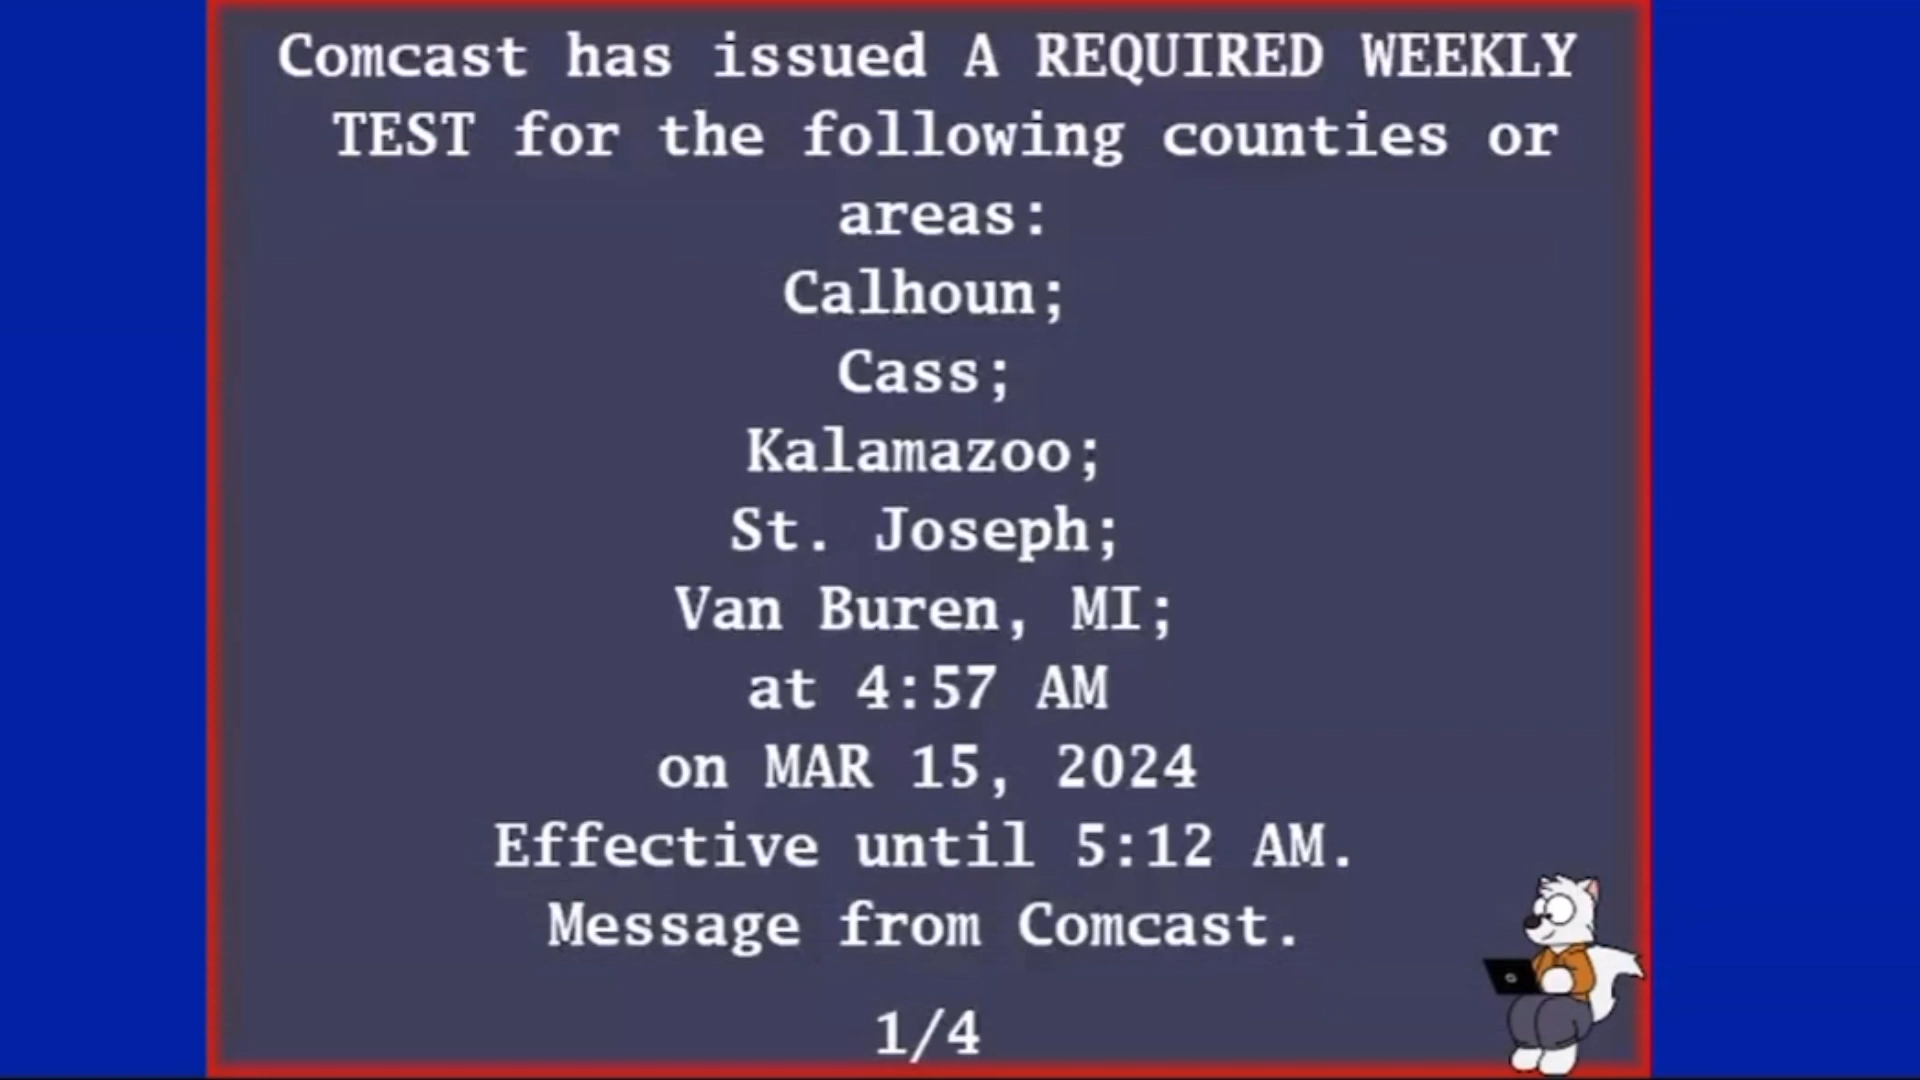 Comcast has issued A REQUIRED WEEKLY
TEST for the following counties or
areas:
Calhoun;
Cass;
Kalamazoo;
St. Joseph;
Van Buren, MI;
at 4:57 AM
on MAR 15, 2024
Effective until 5:12 AM.
Message from Comcast.
1/4